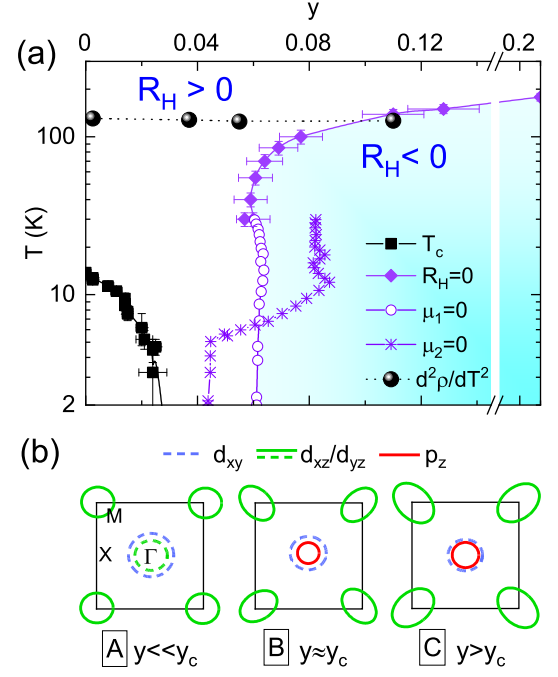 y
(a)
0 0.04 0.08 0.12 0.2
R_H > 0
100
R_H < 0
T (K)
T_c
R_H=0
10
μ_1=0
μ_2=0
d²ρ/dT²
2
(b)
d_xy d_xz/d_yz p_z
M
X Γ
A y<<y_c B y≈y_c C y>y_c